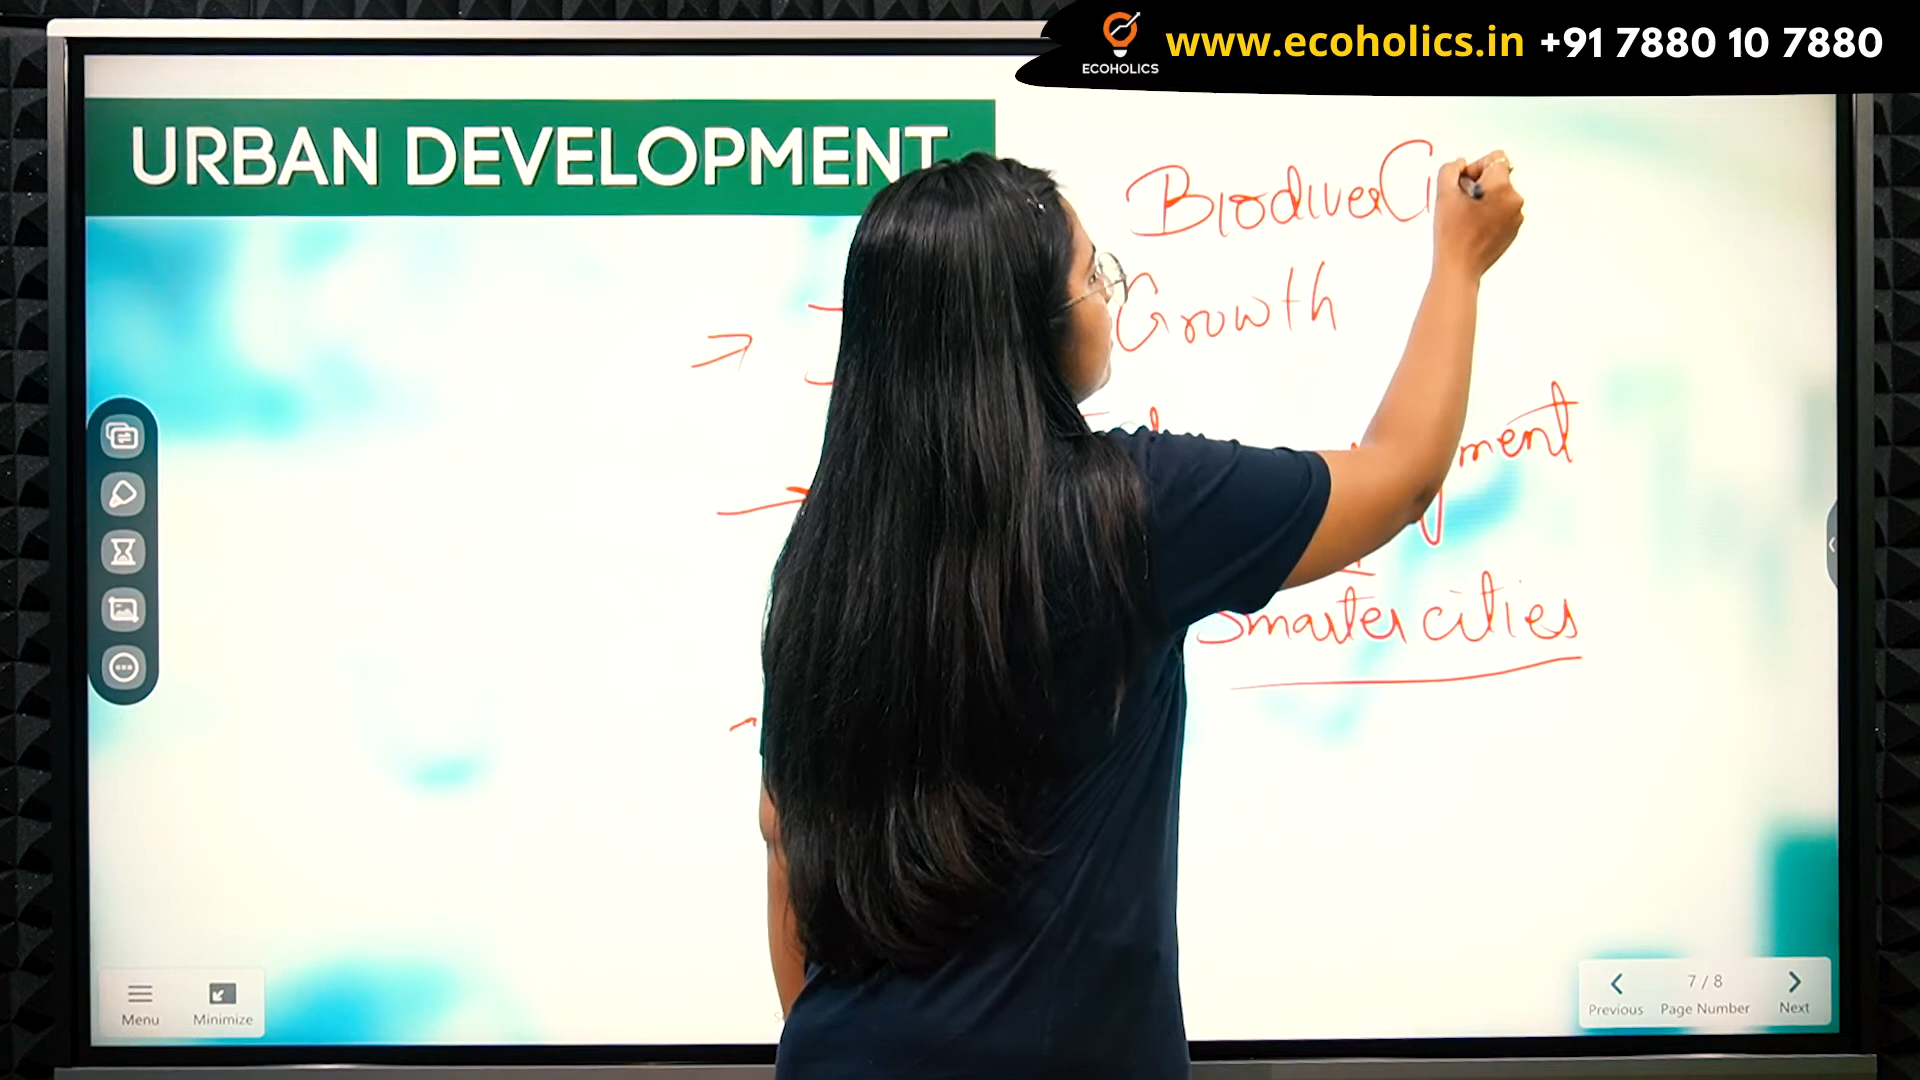 ECOHOLICS
www.ecoholics.in +91 7880 10 7880
URBAN DEVELOPMENT
BiodiverCi
Growth
ment
Smarter cities
Menu
Minimize
Previous
7 / 8
Page Number
Next